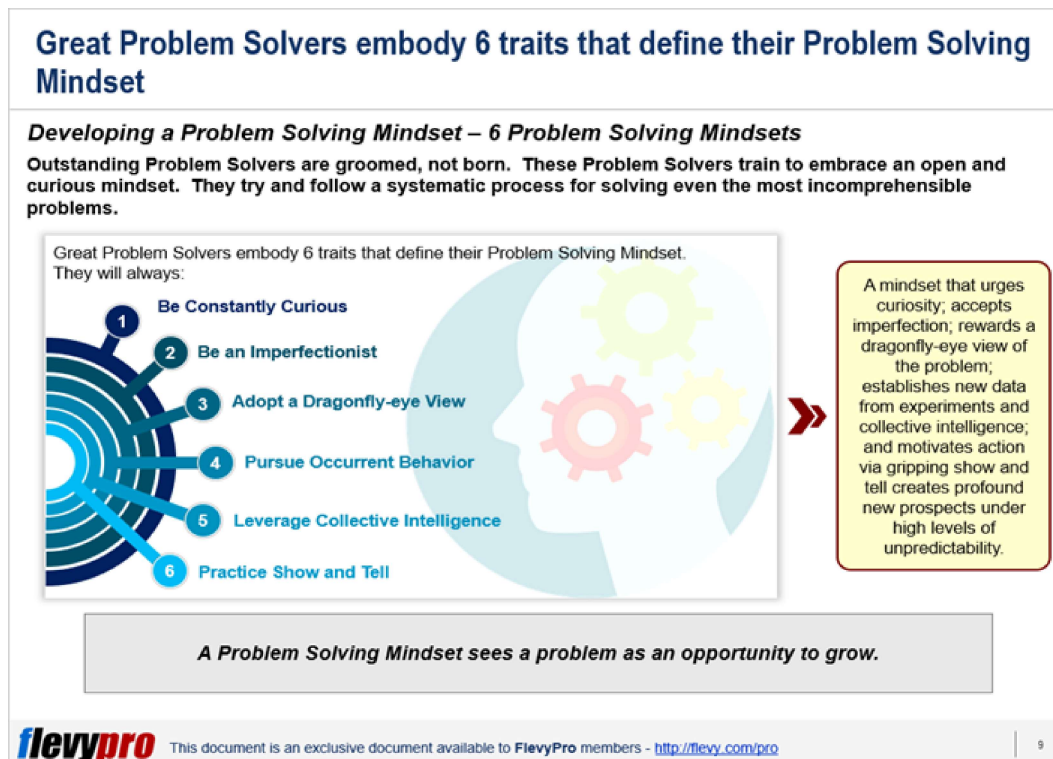 Great Problem Solvers embody 6 traits that define their Problem Solving
Mindset
Developing a Problem Solving Mindset – 6 Problem Solving Mindsets
Outstanding Problem Solvers are groomed, not born.  These Problem Solvers train to embrace an open and
curious mindset.  They try and follow a systematic process for solving even the most incomprehensible
problems.
Great Problem Solvers embody 6 traits that define their Problem Solving Mindset.
They will always:
1 Be Constantly Curious
2 Be an Imperfectionist
3 Adopt a Dragonfly-eye View
4 Pursue Occurrent Behavior
5 Leverage Collective Intelligence
6 Practice Show and Tell
A mindset that urges
curiosity; accepts
imperfection; rewards a
dragonfly-eye view of
the problem;
establishes new data
from experiments and
collective intelligence;
and motivates action
via gripping show and
tell creates profound
new prospects under
high levels of
unpredictability.
A Problem Solving Mindset sees a problem as an opportunity to grow.
flevypro This document is an exclusive document available to FlevyPro members - http://flevy.com/pro
9